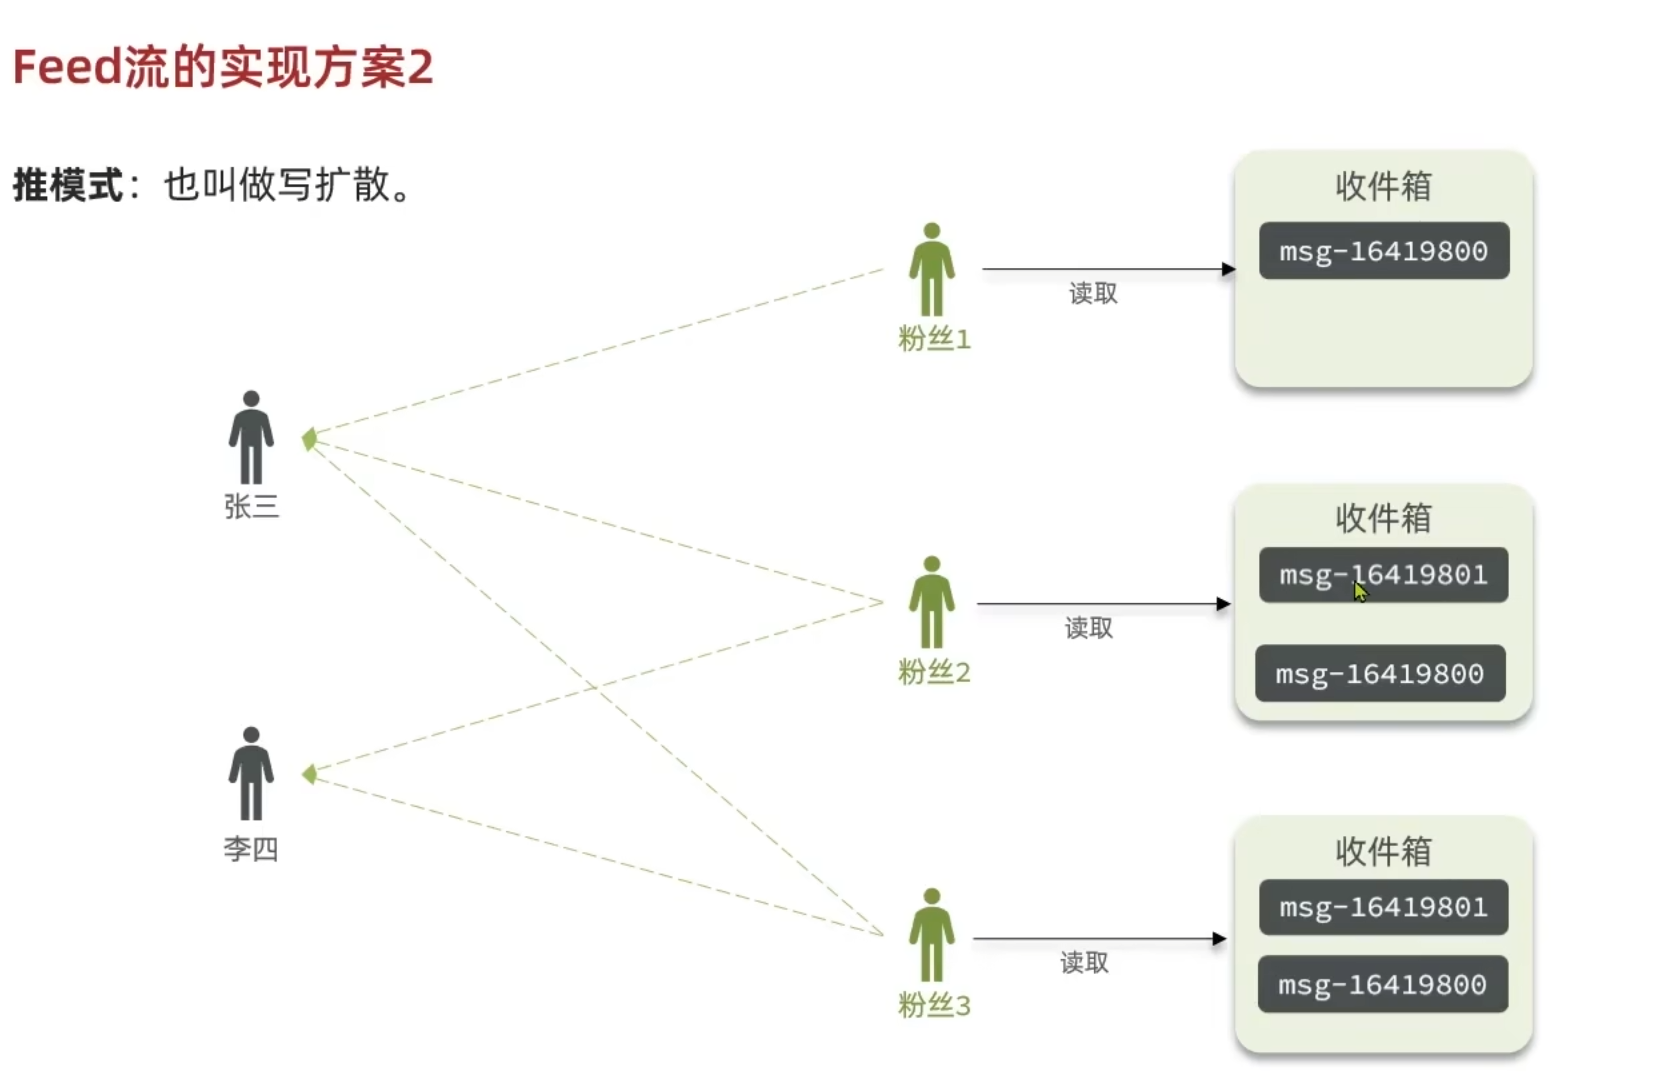 Feed流的实现方案2
推模式：也叫做写扩散。
收件箱
msg-16419800
读取
粉丝1
张三
收件箱
msg-16419801
msg-16419800
读取
粉丝2
李四
收件箱
msg-16419801
msg-16419800
读取
粉丝3